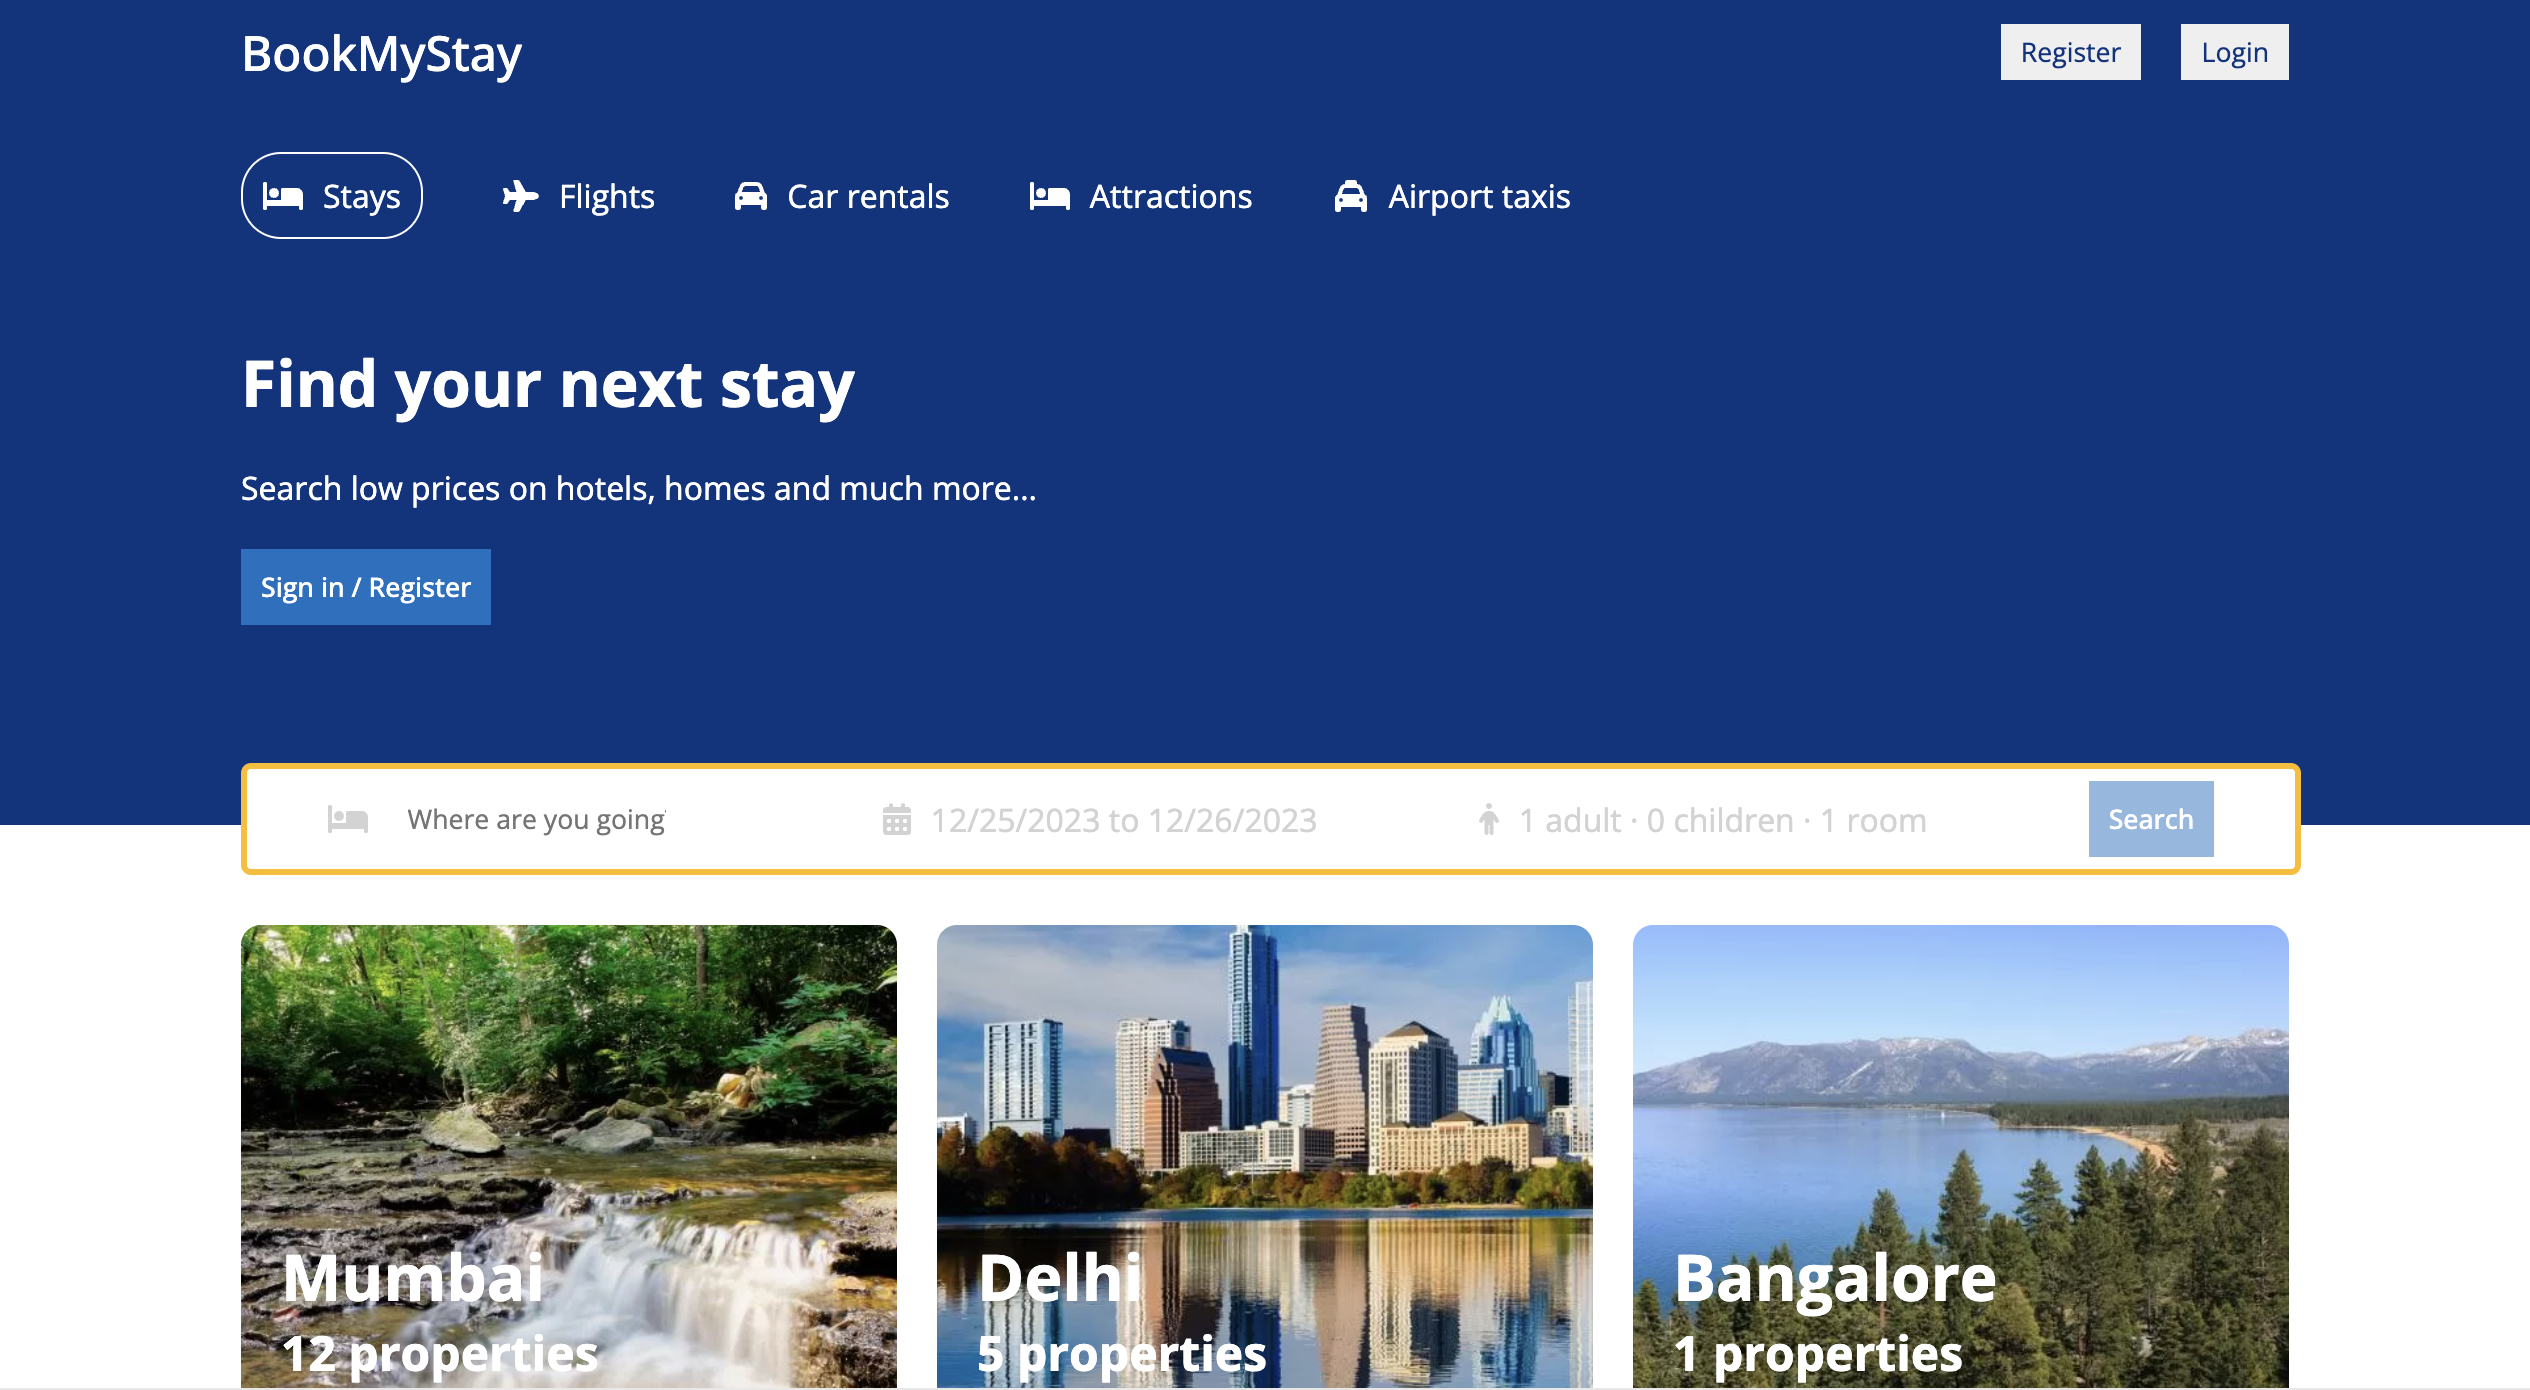 BookMyStay
Register
Login
Stays
Flights
Car rentals
Attractions
Airport taxis
Find your next stay
Search low prices on hotels, homes and much more...
Sign in / Register
Where are you going
12/25/2023 to 12/26/2023
1 adult · 0 children · 1 room
Search
Mumbai
12 properties
Delhi
5 properties
Bangalore
1 properties